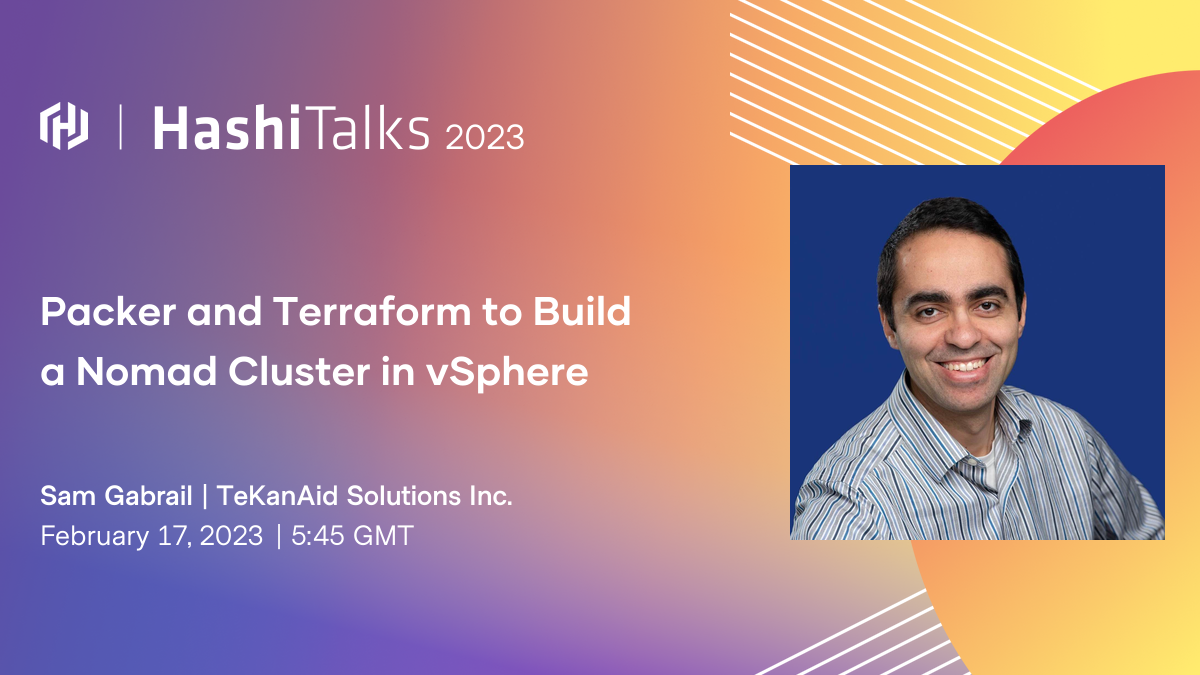 HashiTalks 2023
Packer and Terraform to Build
a Nomad Cluster in vSphere
Sam Gabrail | TeKanAid Solutions Inc.
February 17, 2023 | 5:45 GMT